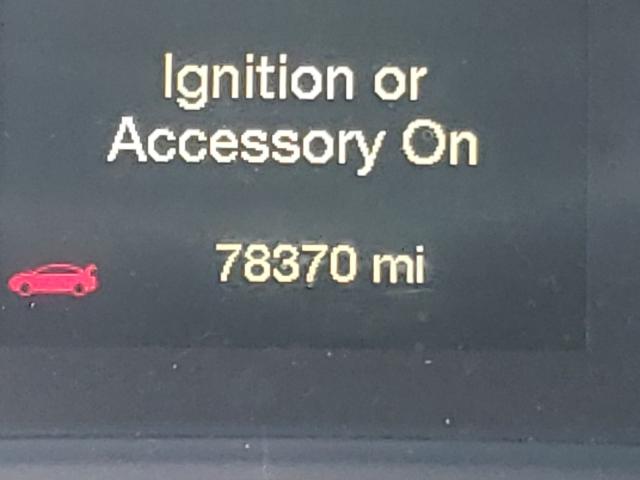 Ignition or
Accessory On
78370 mi